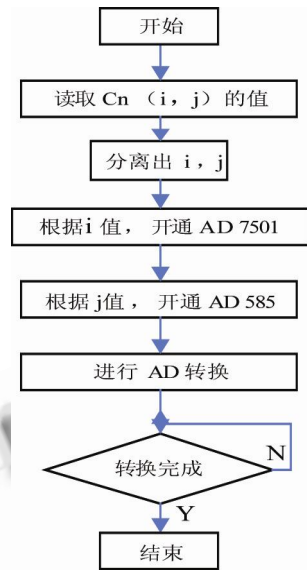 开始
读取 Cn （i，j）的值
分离出 i，j
根据i 值，开通 AD 7501
根据 j值，开通 AD 585
进行 AD 转换
转换完成
N
Y
结束